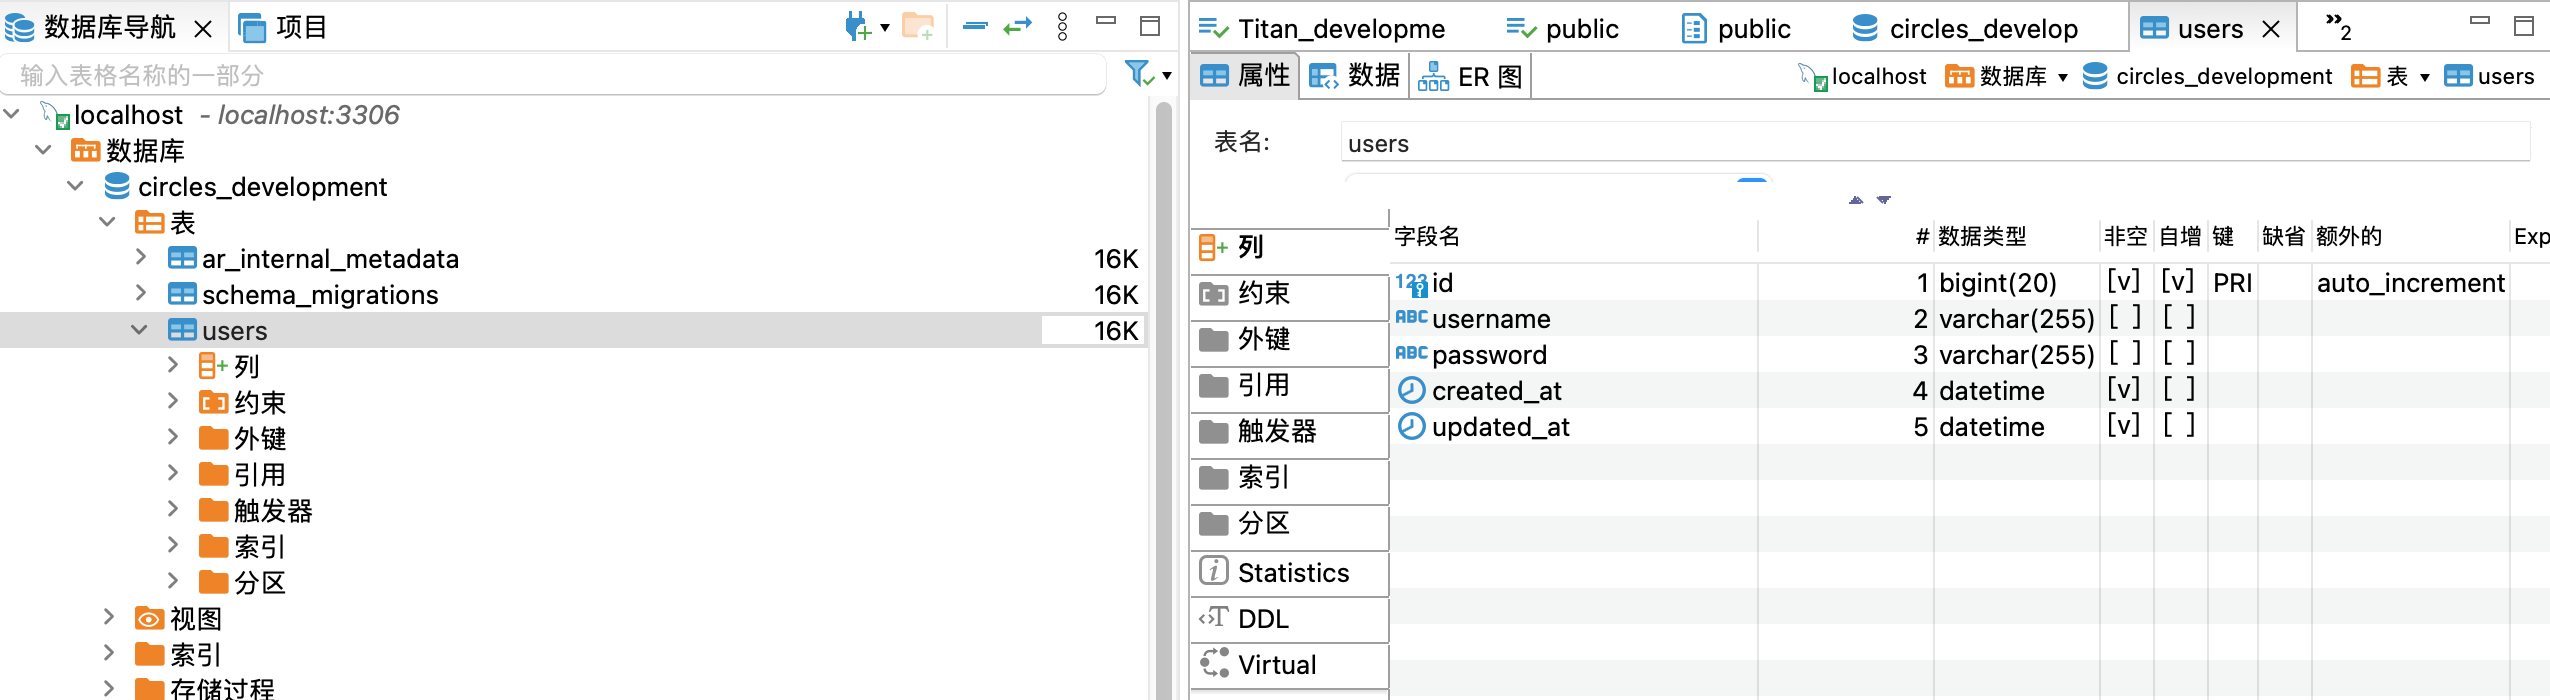 数据库导航 项目
输入表格名称的一部分
localhost - localhost:3306
数据库
circles_development
表
ar_internal_metadata 16K
schema_migrations 16K
users 16K
列
约束
外键
引用
触发器
索引
分区
视图
索引
存储过程
Titan_developme public public circles_develop users »2
属性 数据 ER 图 localhost 数据库 circles_development 表 users
表名: users
列
约束
外键
引用
触发器
索引
分区
Statistics
DDL
Virtual
字段名 # 数据类型 非空 自增 键 缺省 额外的 Exp
123 id 1 bigint(20) [v] [v] PRI auto_increment
ABC username 2 varchar(255) [ ] [ ]
ABC password 3 varchar(255) [ ] [ ]
created_at 4 datetime [v] [ ]
updated_at 5 datetime [v] [ ]